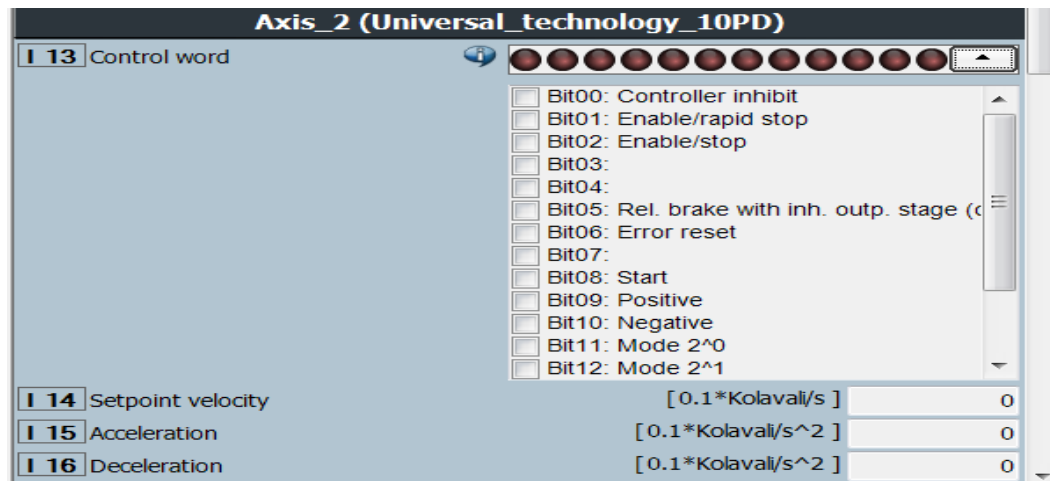 Axis_2 (Universal_technology_10PD)
I 13 Control word
Bit00: Controller inhibit
Bit01: Enable/rapid stop
Bit02: Enable/stop
Bit03:
Bit04:
Bit05: Rel. brake with inh. outp. stage (c
Bit06: Error reset
Bit07:
Bit08: Start
Bit09: Positive
Bit10: Negative
Bit11: Mode 2^0
Bit12: Mode 2^1
I 14 Setpoint velocity [ 0.1*Kolavali/s ] 0
I 15 Acceleration [ 0.1*Kolavali/s^2 ] 0
I 16 Deceleration [ 0.1*Kolavali/s^2 ] 0